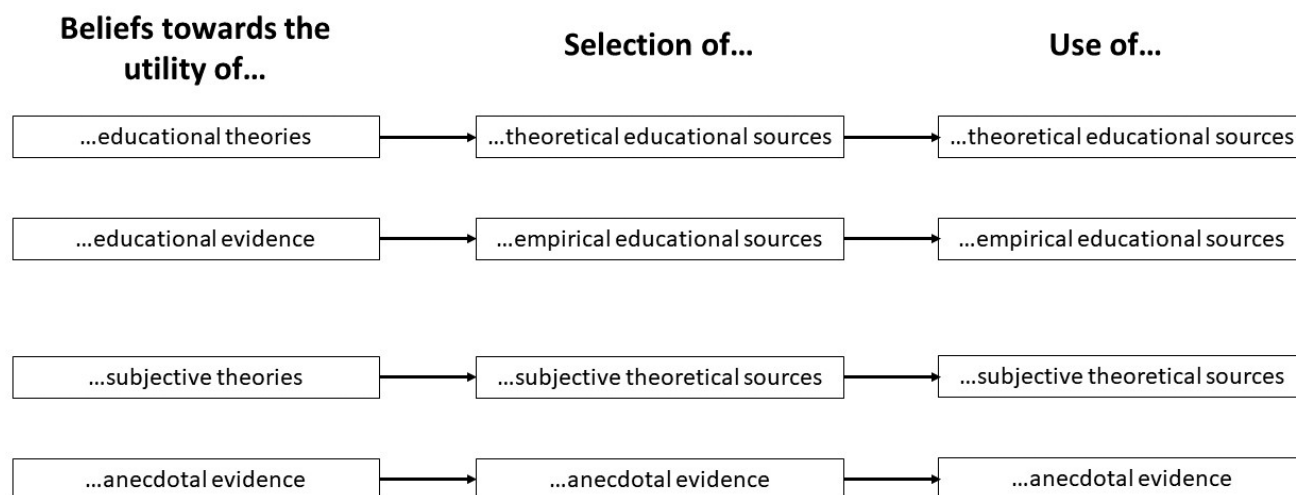 Beliefs towards the
utility of...
Selection of...
Use of...
...educational theories
...theoretical educational sources
...theoretical educational sources
...educational evidence
...empirical educational sources
...empirical educational sources
...subjective theories
...subjective theoretical sources
...subjective theoretical sources
...anecdotal evidence
...anecdotal evidence
...anecdotal evidence